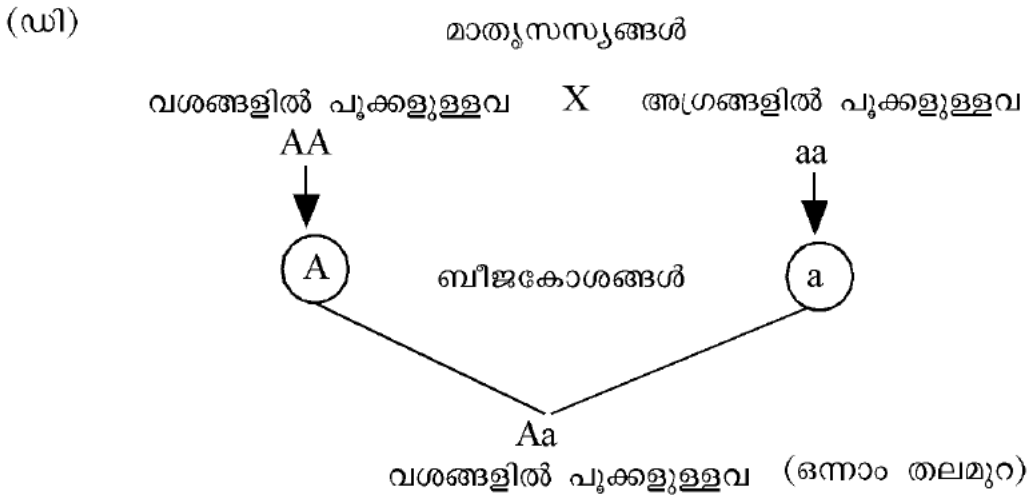 (ഡി)
മാതൃസസ്യങ്ങൾ
വശങ്ങളിൽ പൂക്കളുള്ളവ X അഗ്രങ്ങളിൽ പൂക്കളുള്ളവ
AA aa
A ബീജകോശങ്ങൾ a
Aa
വശങ്ങളിൽ പൂക്കളുള്ളവ (ഒന്നാം തലമുറ)